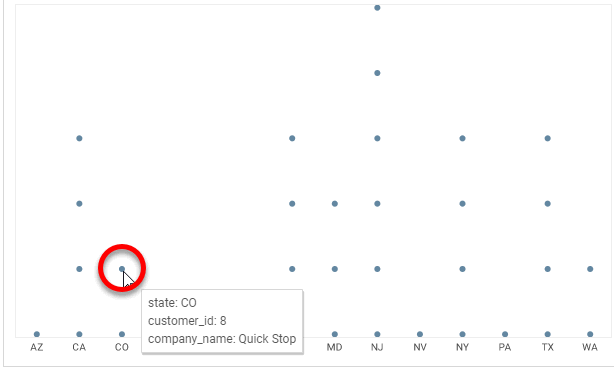 state: CO
customer_id: 8
company_name: Quick Stop
AZ CA CO MD NJ NV NY PA TX WA